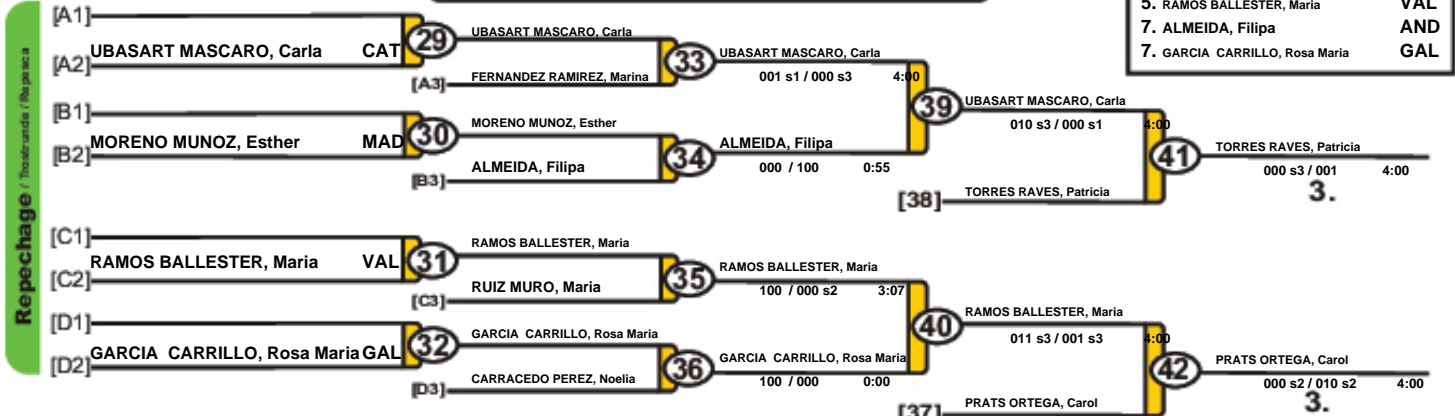 5. RAMOS BALLESTER, Maria VAL
7. ALMEIDA, Filipa AND
7. GARCIA CARRILLO, Rosa Maria GAL
Repechage / Trostrunde / Repesca
[A1]
UBASART MASCARO, Carla CAT
[A2]
29
UBASART MASCARO, Carla
[A3] FERNANDEZ RAMIREZ, Marina
33
UBASART MASCARO, Carla
001 s1 / 000 s3 4:00
[B1]
MORENO MUNOZ, Esther MAD
[B2]
30
MORENO MUNOZ, Esther
ALMEIDA, Filipa
[B3]
34
ALMEIDA, Filipa
000 / 100 0:55
39
UBASART MASCARO, Carla
010 s3 / 000 s1 4:00
[38] TORRES RAVES, Patricia
41
TORRES RAVES, Patricia
000 s3 / 001 4:00
3.
[C1]
RAMOS BALLESTER, Maria VAL
[C2]
31
RAMOS BALLESTER, Maria
RUIZ MURO, Maria
[C3]
35
RAMOS BALLESTER, Maria
100 / 000 s2 3:07
[D1]
GARCIA CARRILLO, Rosa Maria GAL
[D2]
32
GARCIA CARRILLO, Rosa Maria
CARRACEDO PEREZ, Noelia
[D3]
36
GARCIA CARRILLO, Rosa Maria
100 / 000 0:00
40
RAMOS BALLESTER, Maria
011 s3 / 001 s3 4:00
[37] PRATS ORTEGA, Carol
42
PRATS ORTEGA, Carol
000 s2 / 010 s2 4:00
3.